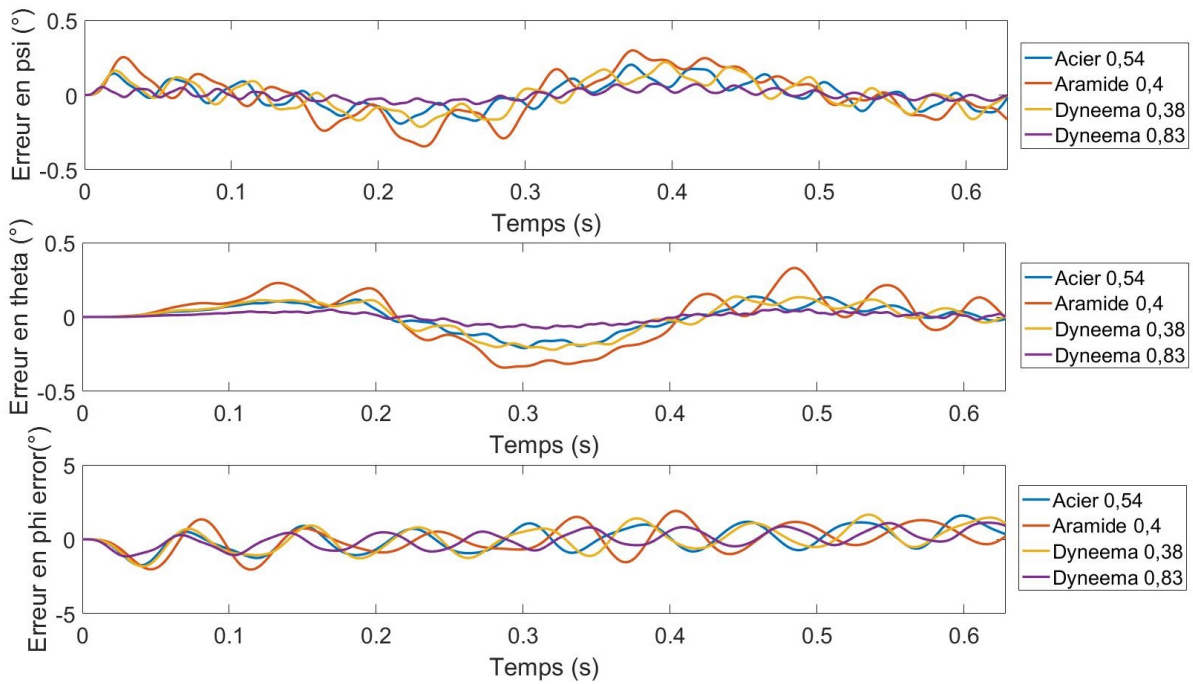 Erreur en psi (°)
0.5
0
-0.5
0 0.1 0.2 0.3 0.4 0.5 0.6
Temps (s)
Acier 0,54
Aramide 0,4
Dyneema 0,38
Dyneema 0,83
Erreur en theta (°)
0.5
0
-0.5
0 0.1 0.2 0.3 0.4 0.5 0.6
Temps (s)
Acier 0,54
Aramide 0,4
Dyneema 0,38
Dyneema 0,83
Erreur en phi error(°)
5
0
-5
0 0.1 0.2 0.3 0.4 0.5 0.6
Temps (s)
Acier 0,54
Aramide 0,4
Dyneema 0,38
Dyneema 0,83